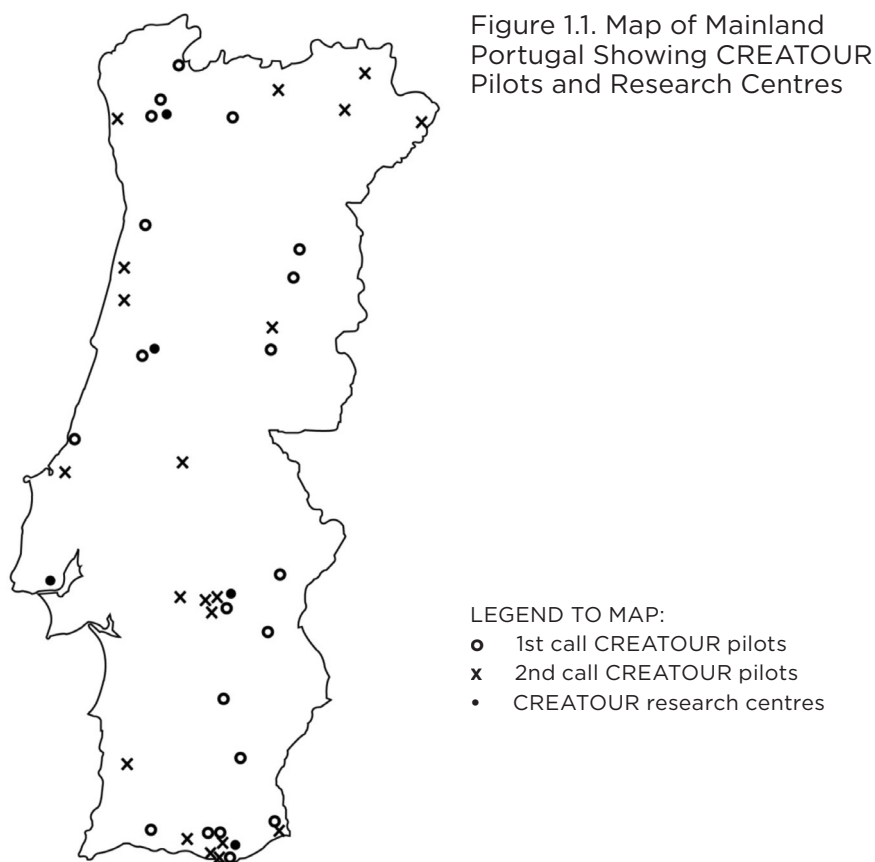 Figure 1.1. Map of Mainland
Portugal Showing CREATOUR
Pilots and Research Centres
LEGEND TO MAP:
o 1st call CREATOUR pilots
x 2nd call CREATOUR pilots
• CREATOUR research centres